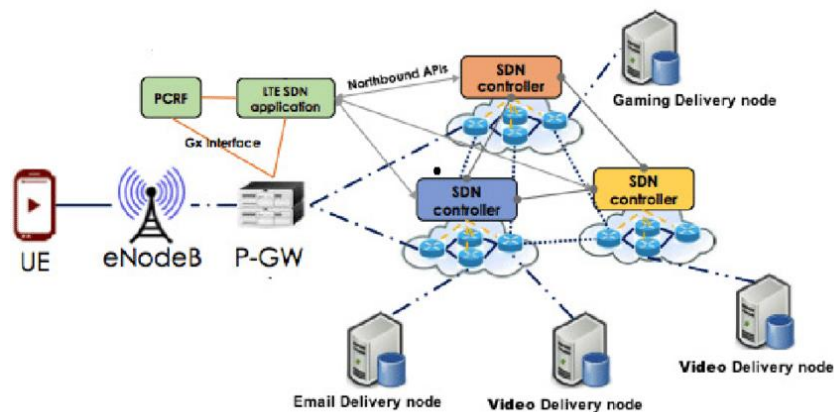 SDN
controller
Gaming Delivery node
Northbound APIs
PCRF
LTE SDN
application
Gx Interface
SDN
controller
SDN
controller
UE
eNodeB
P-GW
Email Delivery node
Video Delivery node
Video Delivery node